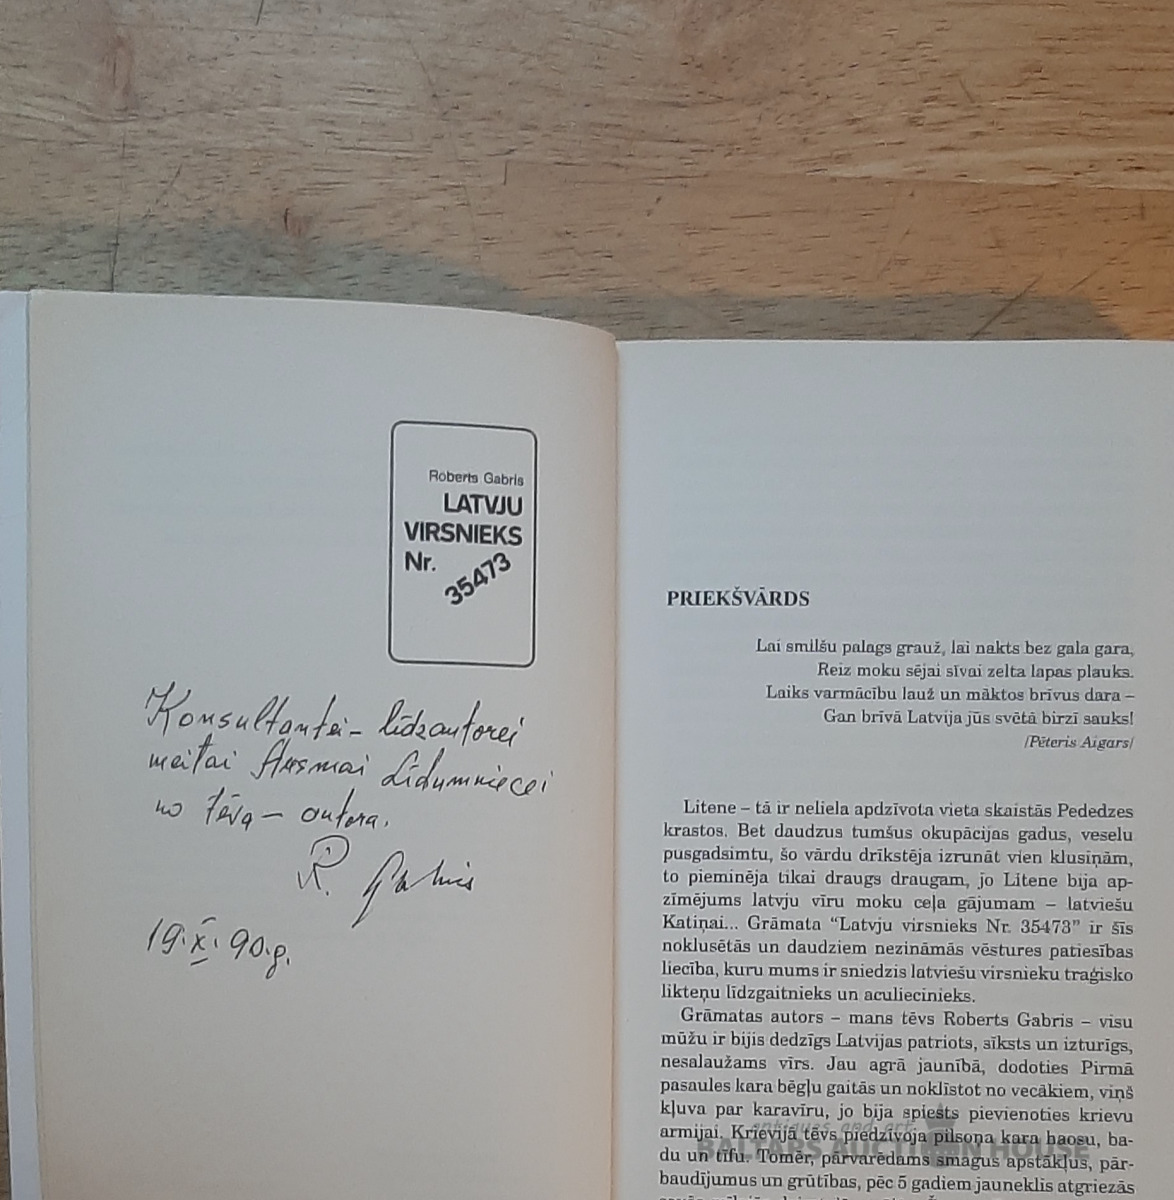 Roberts Gabris
LATVJU
VIRSNIEKS
Nr. 35473
Konsultantei – līdzautorei
meitai Ausmai Līdumniecei
no tēva – autora.
R. Gabris
19.X.90.g.
PRIEKŠVĀRDS
Lai smilšu palags grauž, lai nakts bez gala gara,
Reiz moku sējai sīvai zelta lapas plauks.
Laiks varmācību lauž un māktos brīvus dara –
Gan brīvā Latvija jūs svētā birzī sauks!
/Pēteris Aigars/
Litene – tā ir neliela apdzīvota vieta skaistās Pededzes
krastos. Bet daudzus tumšus okupācijas gadus, veselu
pusgadsimtu, šo vārdu drīkstēja izrunāt vien klusiņām,
to pieminēja tikai draugs draugam, jo Litene bija ap-
zīmējums latvju vīru moku ceļa gājumam – latviešu
Katiņai... Grāmata “Latvju virsnieks Nr. 35473” ir šīs
noklusētās un daudziem nezināmās vēstures patiesības
liecība, kuru mums ir sniedzis latviešu virsnieku traģisko
likteņu līdzgaitnieks un aculiecinieks.
Grāmatas autors – mans tēvs Roberts Gabris – visu
mūžu ir bijis dedzīgs Latvijas patriots, sīksts un izturīgs,
nesalaužams vīrs. Jau agrā jaunībā, dodoties Pirmā
pasaules kara bēgļu gaitās un noklīstot no vecākiem, viņš
kļuva par karavīru, jo bija spiests pievienoties krievu
armijai. Krievijā tēvs piedzīvoja pilsoņa kara haosu, ba-
du un tīfu. Tomēr, pārvarēdams smagus apstākļus, pār-
baudījumus un grūtības, pēc 5 gadiem jauneklis atgriezās
antiques and art
BALTARS AUCTION HOUSE